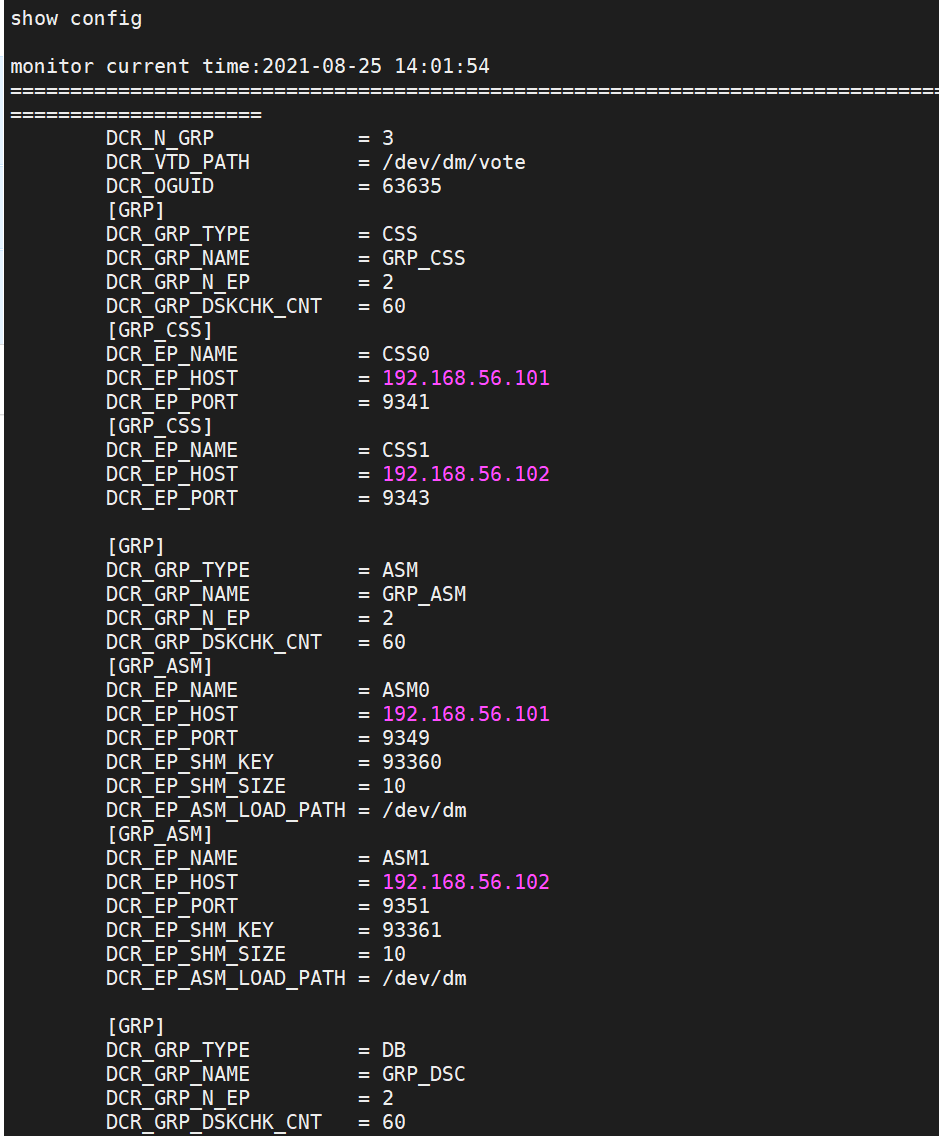 show config
monitor current time:2021-08-25 14:01:54
==============================================================================
=====================
DCR_N_GRP = 3
DCR_VTD_PATH = /dev/dm/vote
DCR_OGUID = 63635
[GRP]
DCR_GRP_TYPE = CSS
DCR_GRP_NAME = GRP_CSS
DCR_GRP_N_EP = 2
DCR_GRP_DSKCHK_CNT = 60
[GRP_CSS]
DCR_EP_NAME = CSS0
DCR_EP_HOST = 192.168.56.101
DCR_EP_PORT = 9341
[GRP_CSS]
DCR_EP_NAME = CSS1
DCR_EP_HOST = 192.168.56.102
DCR_EP_PORT = 9343
[GRP]
DCR_GRP_TYPE = ASM
DCR_GRP_NAME = GRP_ASM
DCR_GRP_N_EP = 2
DCR_GRP_DSKCHK_CNT = 60
[GRP_ASM]
DCR_EP_NAME = ASM0
DCR_EP_HOST = 192.168.56.101
DCR_EP_PORT = 9349
DCR_EP_SHM_KEY = 93360
DCR_EP_SHM_SIZE = 10
DCR_EP_ASM_LOAD_PATH = /dev/dm
[GRP_ASM]
DCR_EP_NAME = ASM1
DCR_EP_HOST = 192.168.56.102
DCR_EP_PORT = 9351
DCR_EP_SHM_KEY = 93361
DCR_EP_SHM_SIZE = 10
DCR_EP_ASM_LOAD_PATH = /dev/dm
[GRP]
DCR_GRP_TYPE = DB
DCR_GRP_NAME = GRP_DSC
DCR_GRP_N_EP = 2
DCR_GRP_DSKCHK_CNT = 60